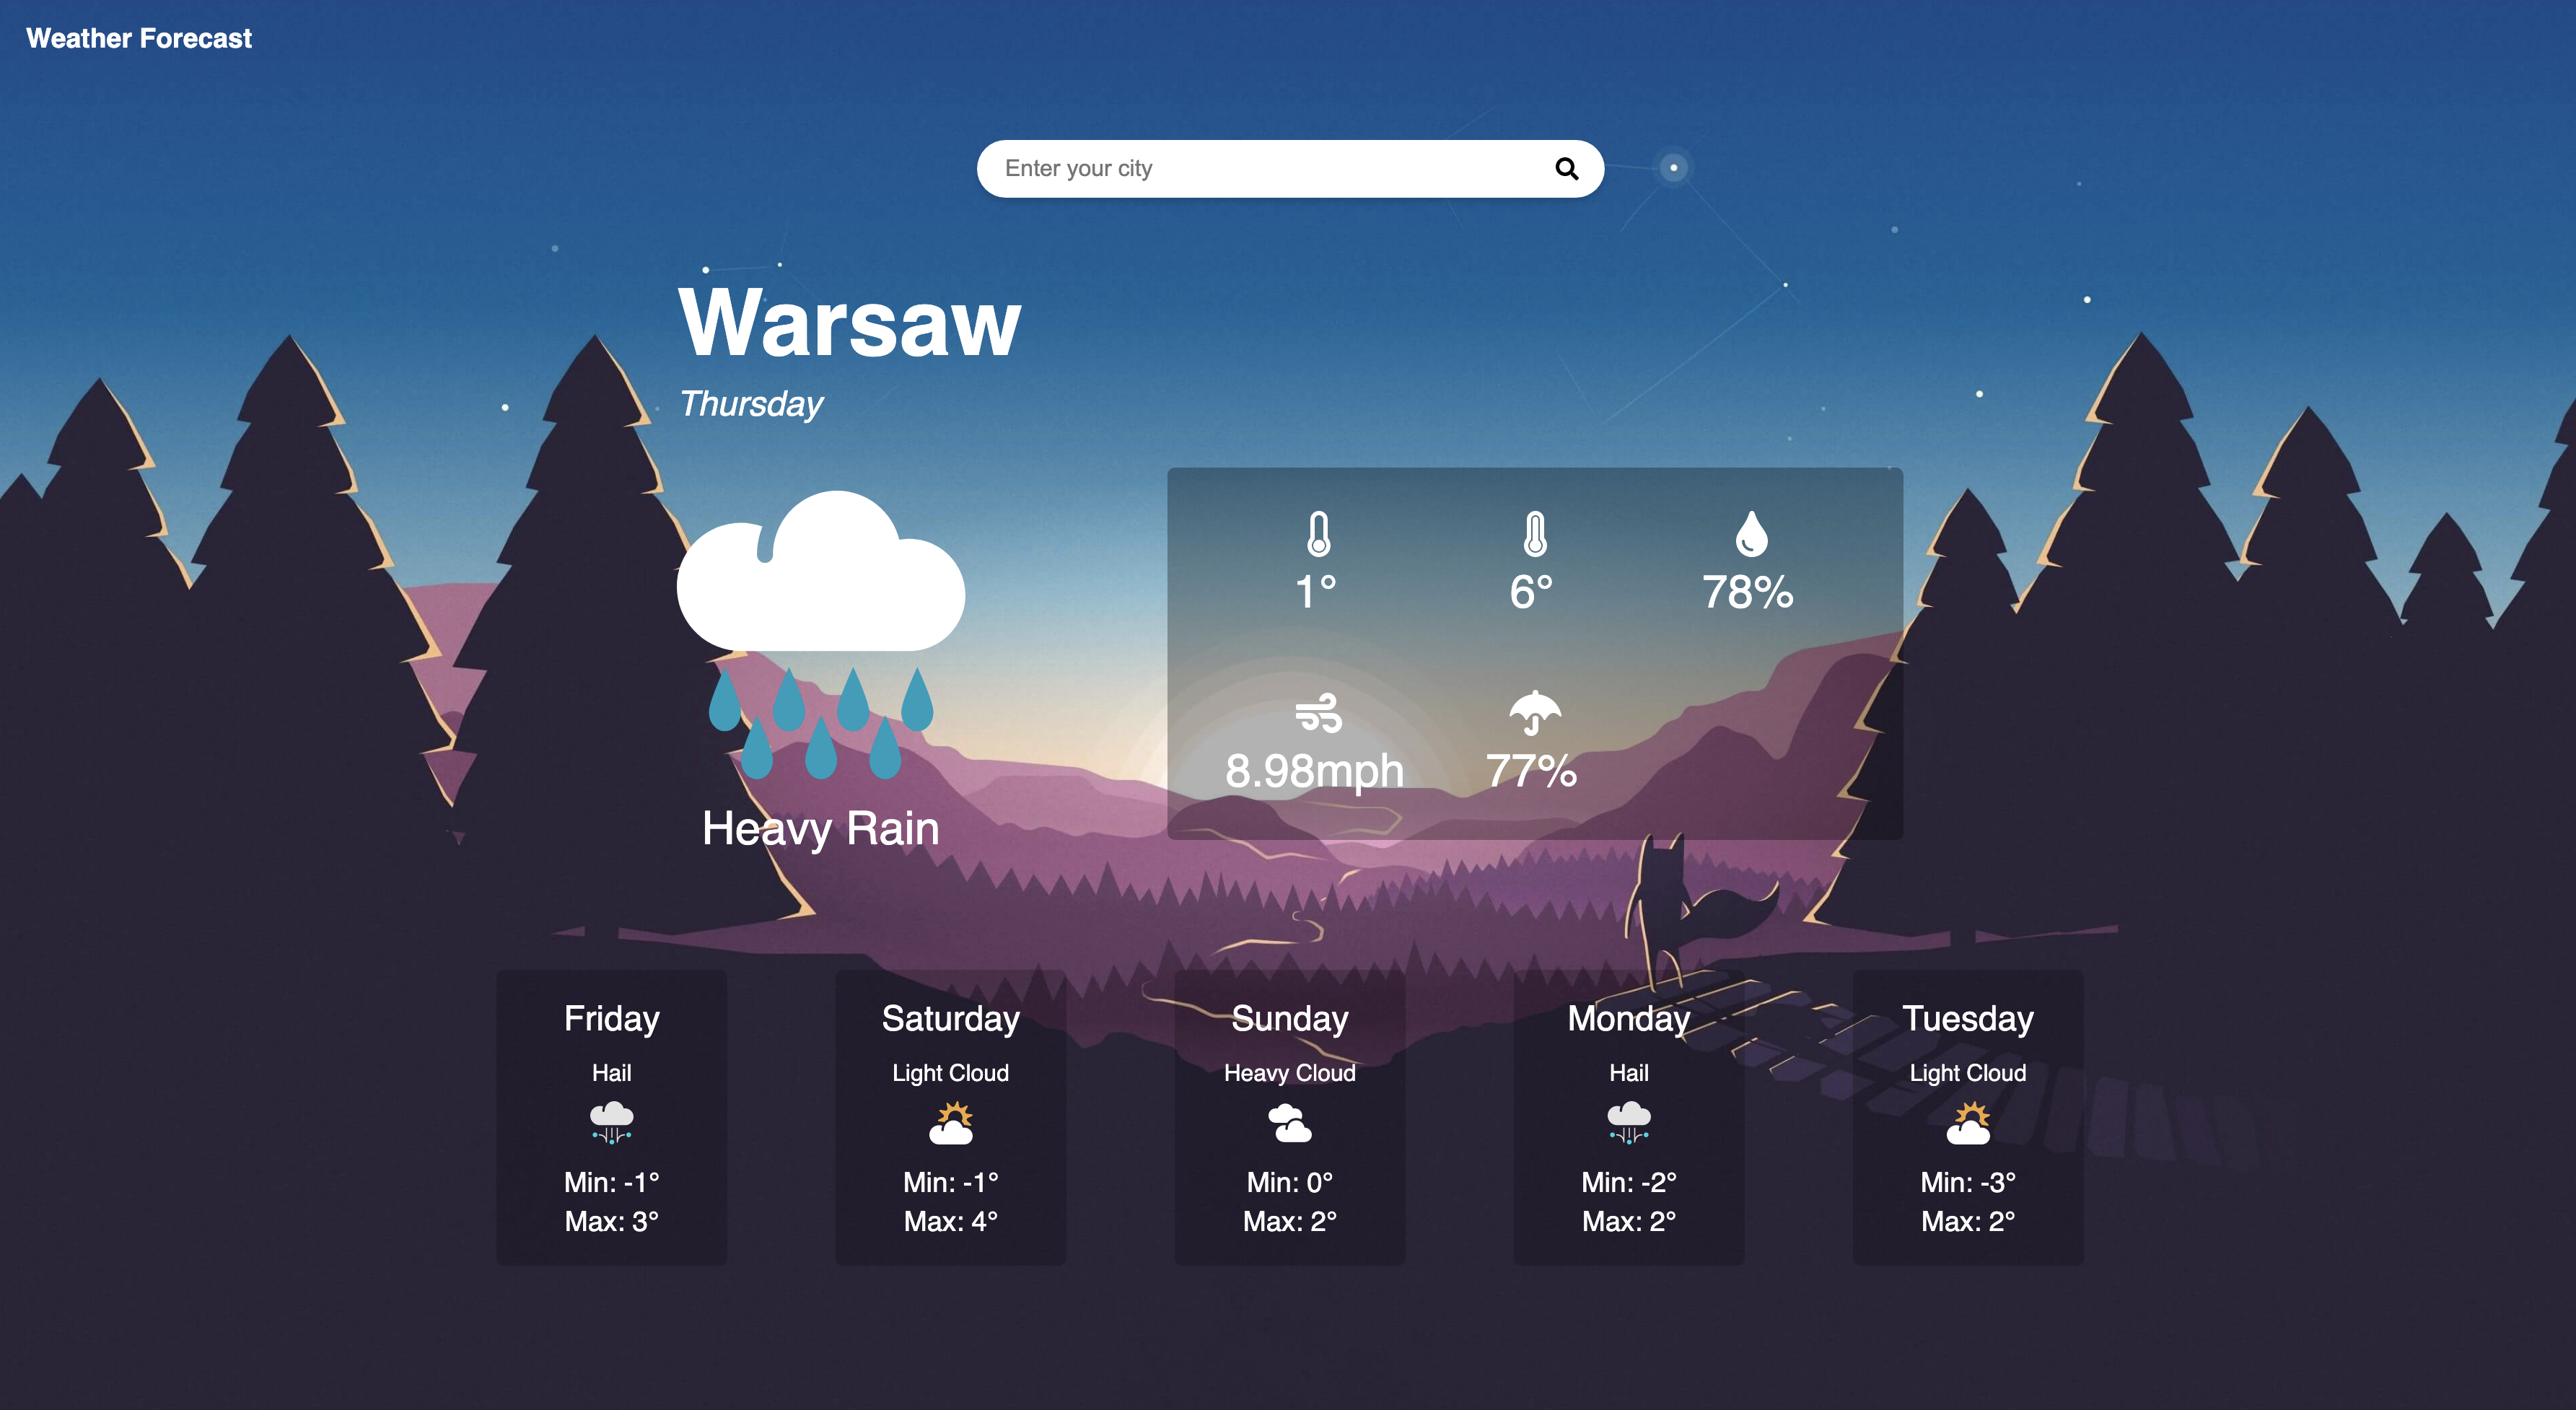 Weather Forecast
Enter your city
Warsaw
Thursday
Heavy Rain
1° 6° 78%
8.98mph 77%
Friday
Hail
Min: -1°
Max: 3°
Saturday
Light Cloud
Min: -1°
Max: 4°
Sunday
Heavy Cloud
Min: 0°
Max: 2°
Monday
Hail
Min: -2°
Max: 2°
Tuesday
Light Cloud
Min: -3°
Max: 2°